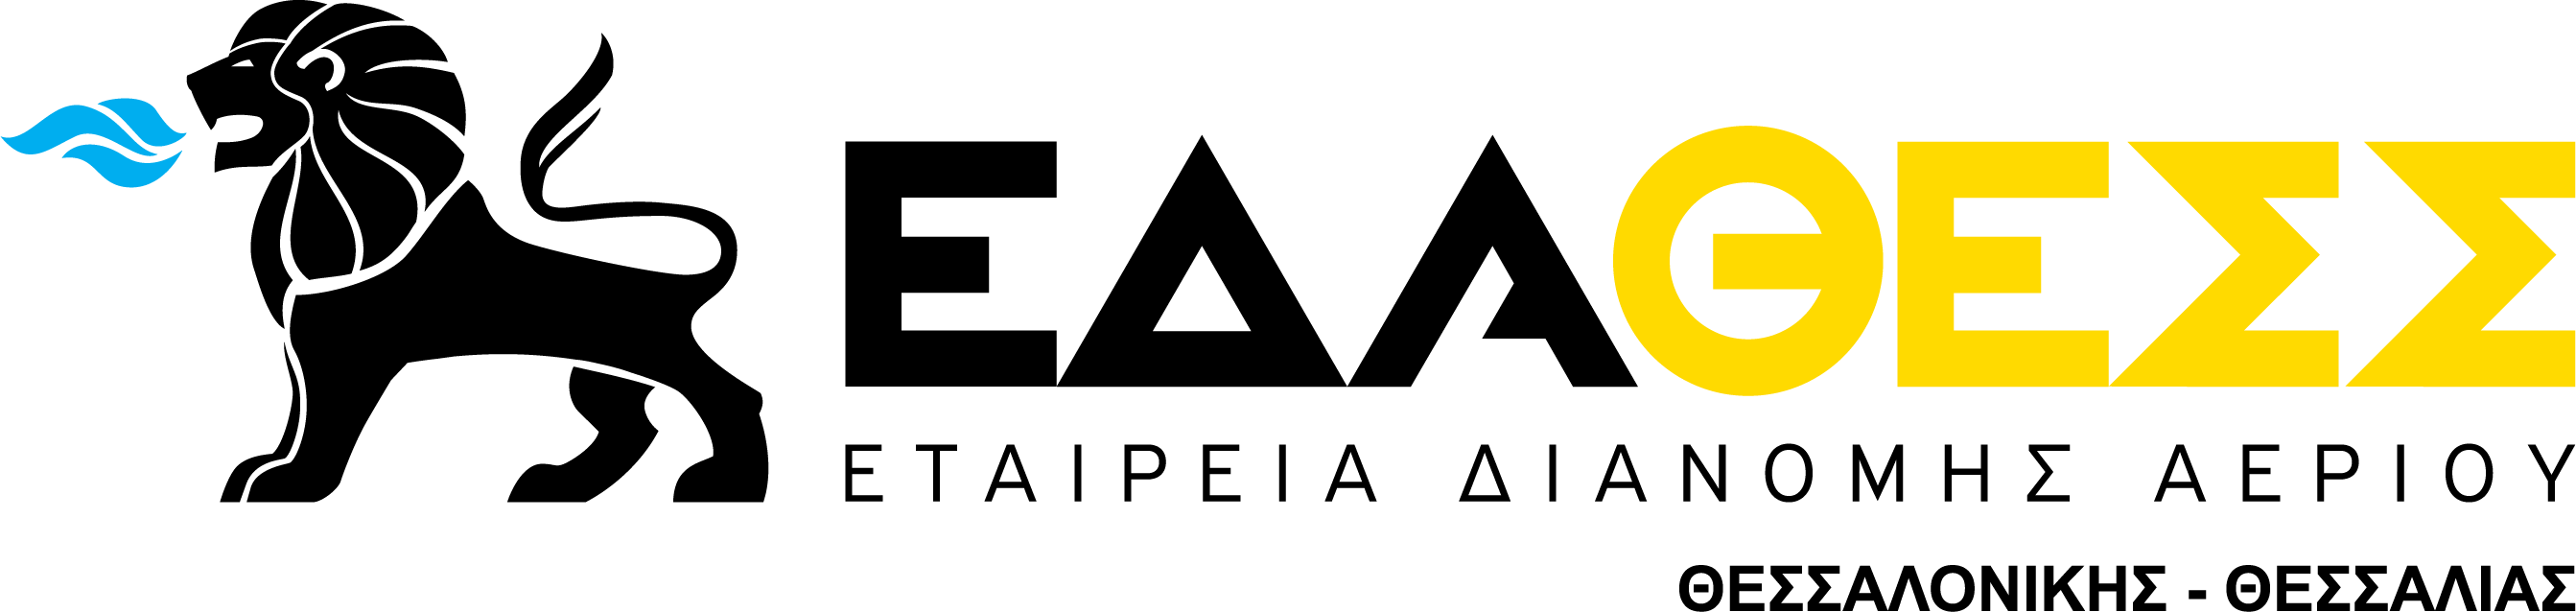 ΕΔΑΘΕΣΣ
ΕΤΑΙΡΕΙΑ ΔΙΑΝΟΜΗΣ ΑΕΡΙΟΥ
ΘΕΣΣΑΛΟΝΙΚΗΣ - ΘΕΣΣΑΛΙΑΣ